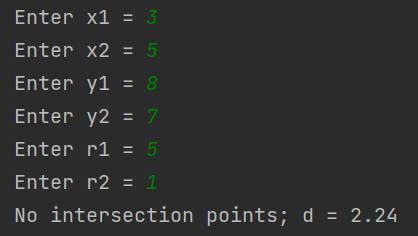 Enter x1 = 3
Enter x2 = 5
Enter y1 = 8
Enter y2 = 7
Enter r1 = 5
Enter r2 = 1
No intersection points; d = 2.24